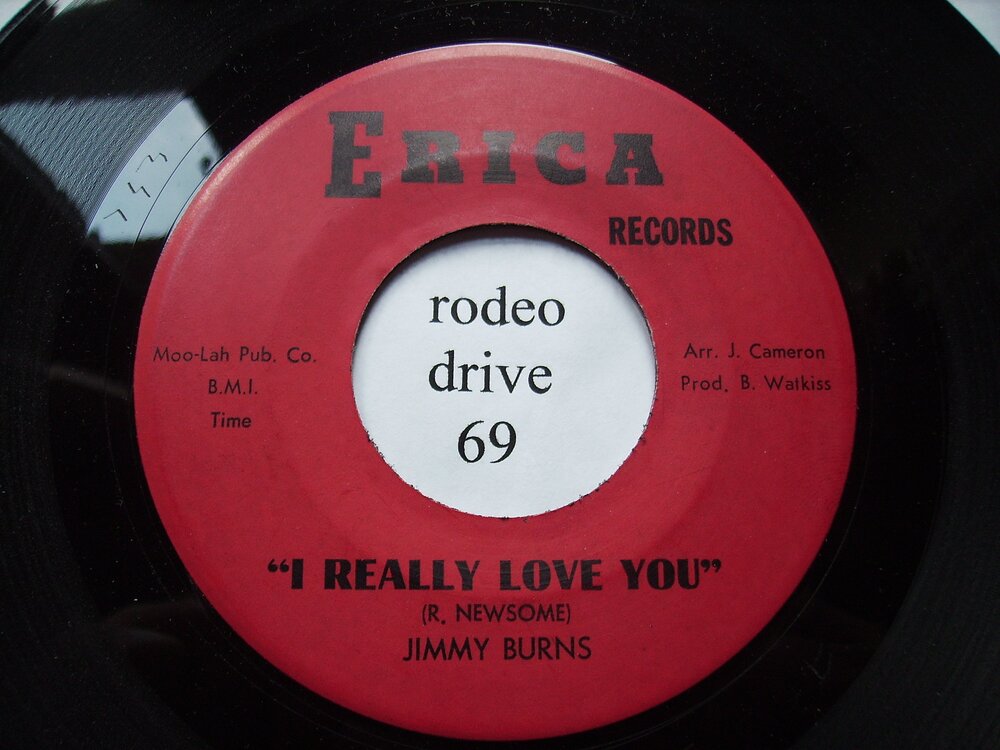 ERICA
RECORDS
rodeo
drive
69
Moo-Lah Pub. Co.
B.M.I.
Time
Arr. J. Cameron
Prod. B. Watkiss
“I REALLY LOVE YOU”
(R. NEWSOME)
JIMMY BURNS